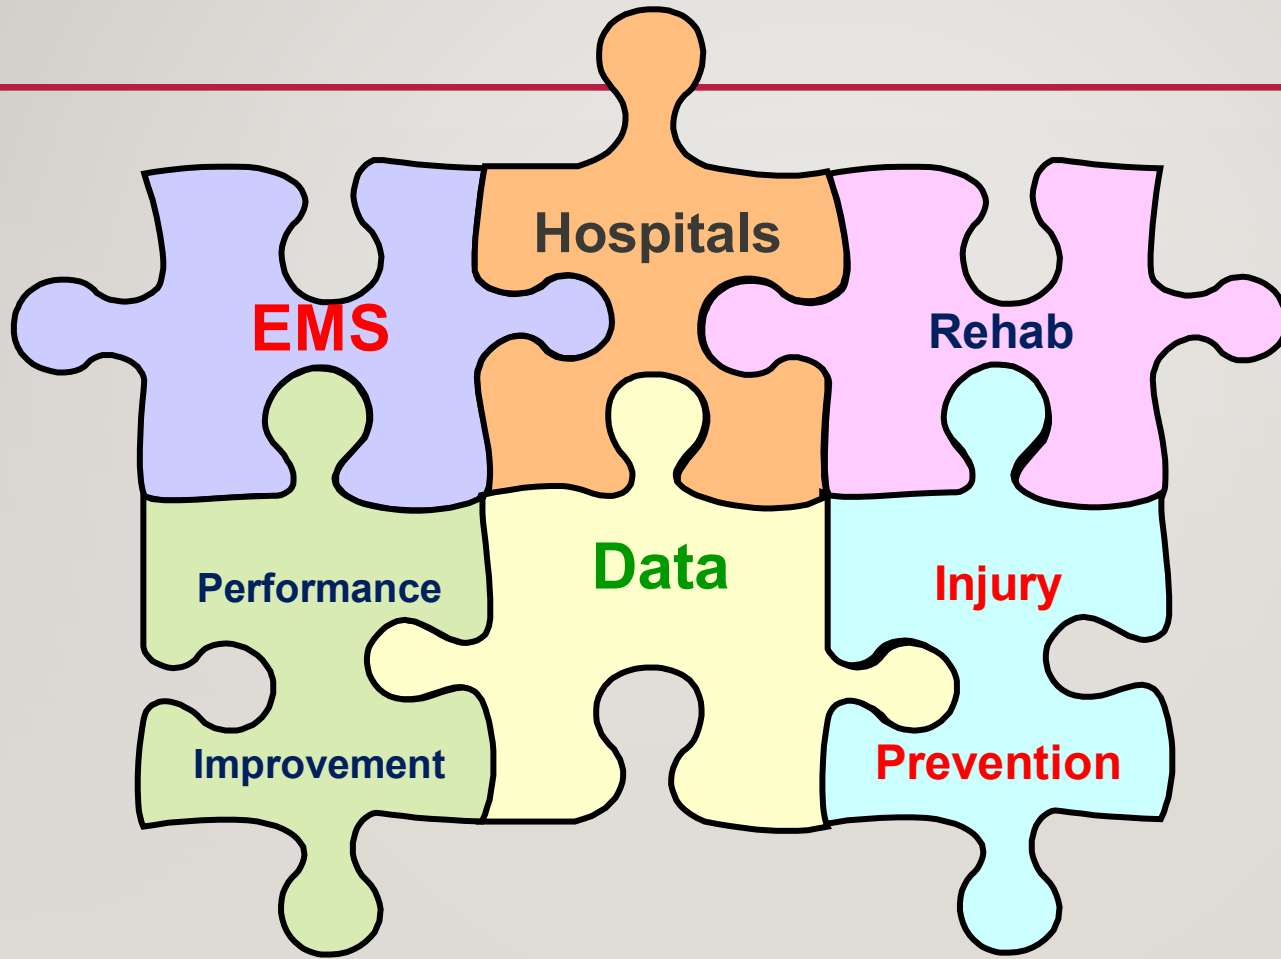 Hospitals
EMS
Rehab
Performance
Improvement
Data
Injury
Prevention